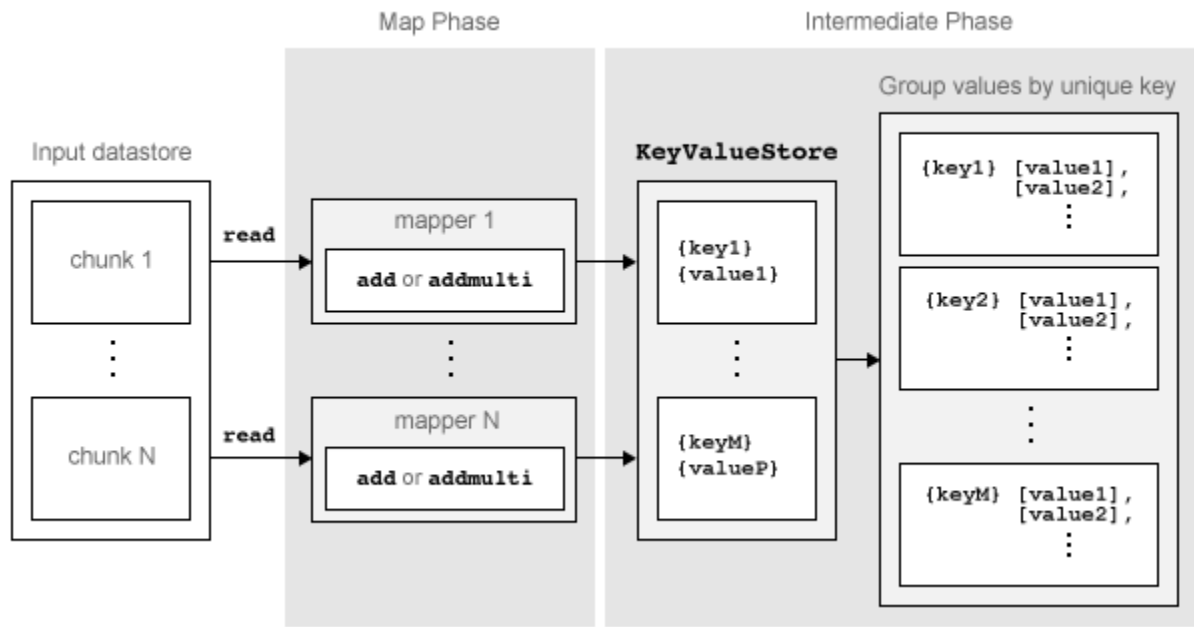 Map Phase
Intermediate Phase
Group values by unique key
Input datastore
KeyValueStore
chunk 1
read
mapper 1
add or addmulti
{key1}
{value1}
{key1} [value1],
[value2],
{key2} [value1],
[value2],
chunk N
read
mapper N
add or addmulti
{keyM}
{valueP}
{keyM} [value1],
[value2],